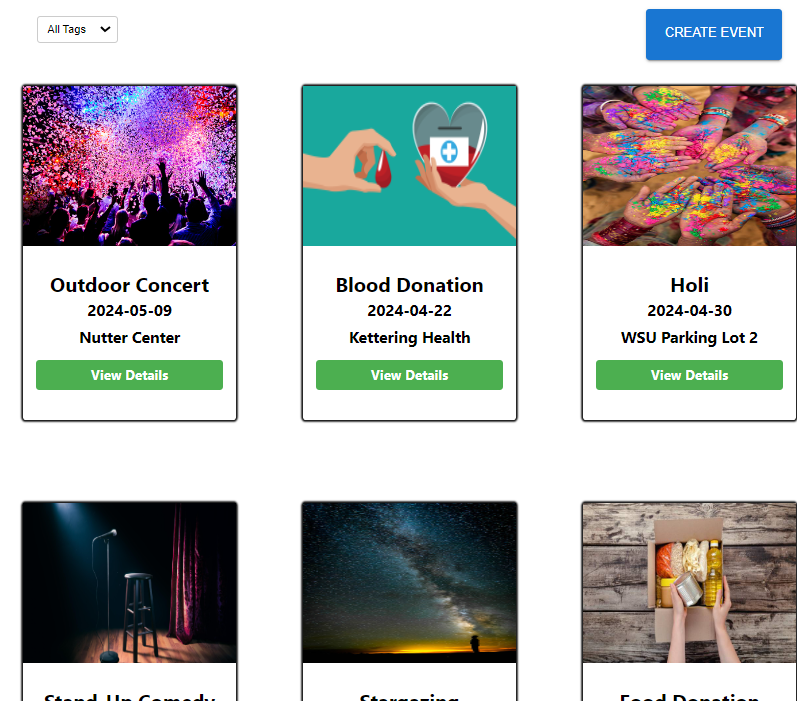 All Tags
CREATE EVENT
Outdoor Concert
2024-05-09
Nutter Center
View Details
Blood Donation
2024-04-22
Kettering Health
View Details
Holi
2024-04-30
WSU Parking Lot 2
View Details
Stand-Up Comedy
Stargazing
Food Donation